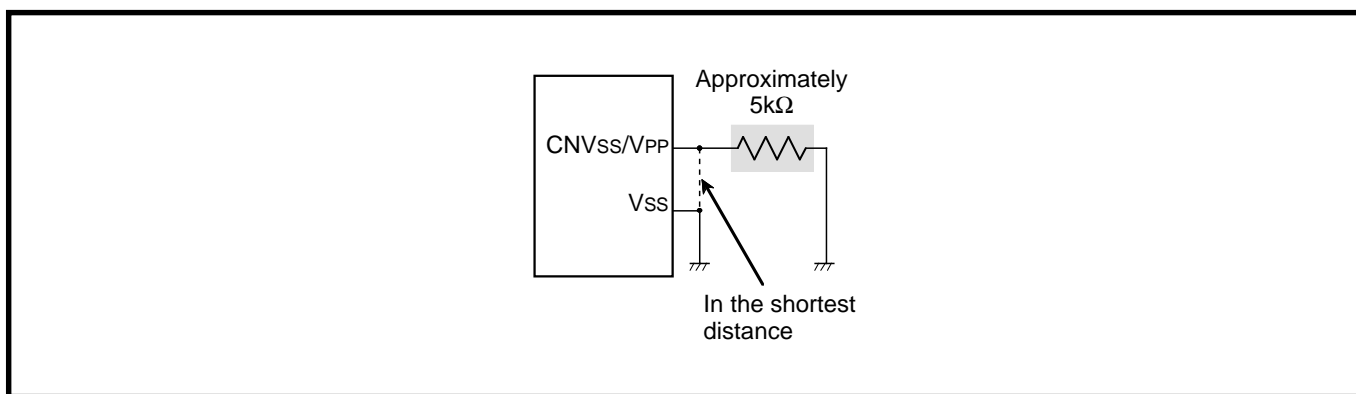 Approximately
5kΩ
CNVSS/VPP
VSS
In the shortest
distance